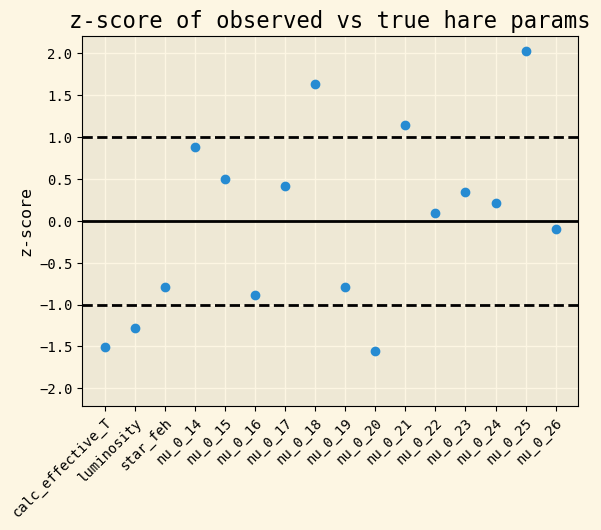 z-score of observed vs true hare params
z-score
2.0
1.5
1.0
0.5
0.0
−0.5
−1.0
−1.5
−2.0
calc_effective_T
luminosity
star_feh
nu_0_14
nu_0_15
nu_0_16
nu_0_17
nu_0_18
nu_0_19
nu_0_20
nu_0_21
nu_0_22
nu_0_23
nu_0_24
nu_0_25
nu_0_26